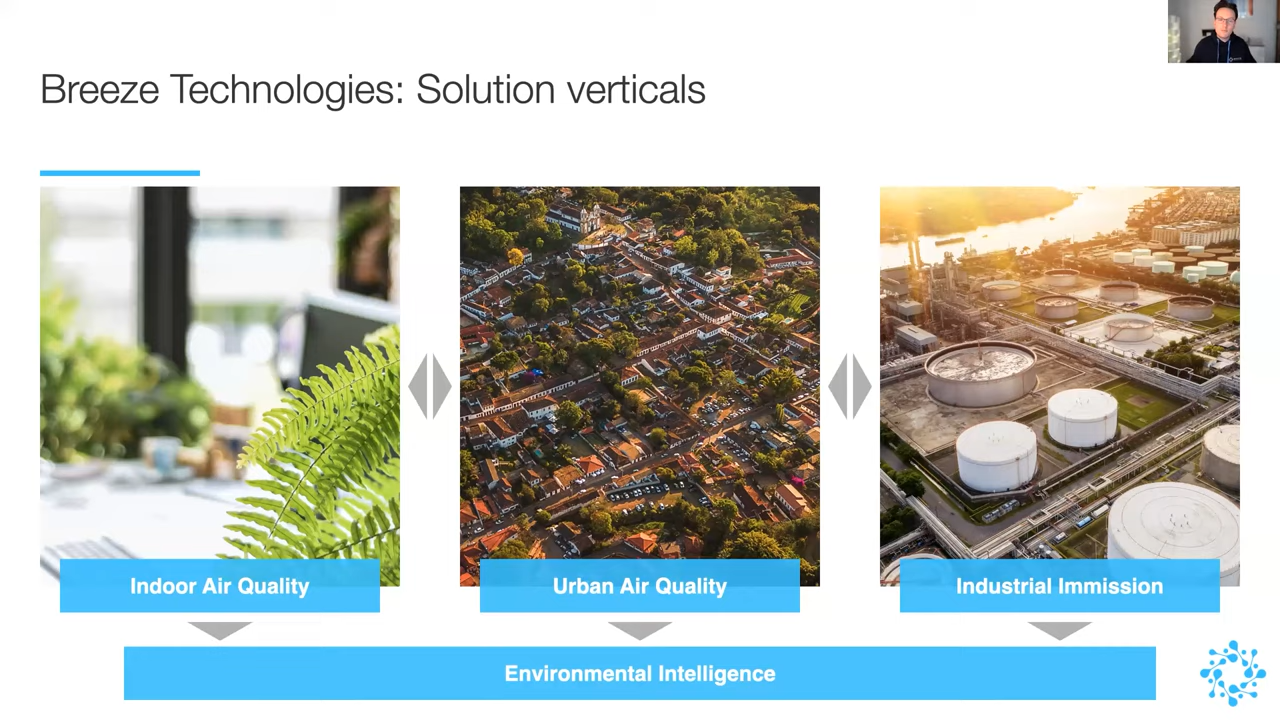 Breeze Technologies: Solution verticals
Indoor Air Quality
Urban Air Quality
Industrial Immission
Environmental Intelligence